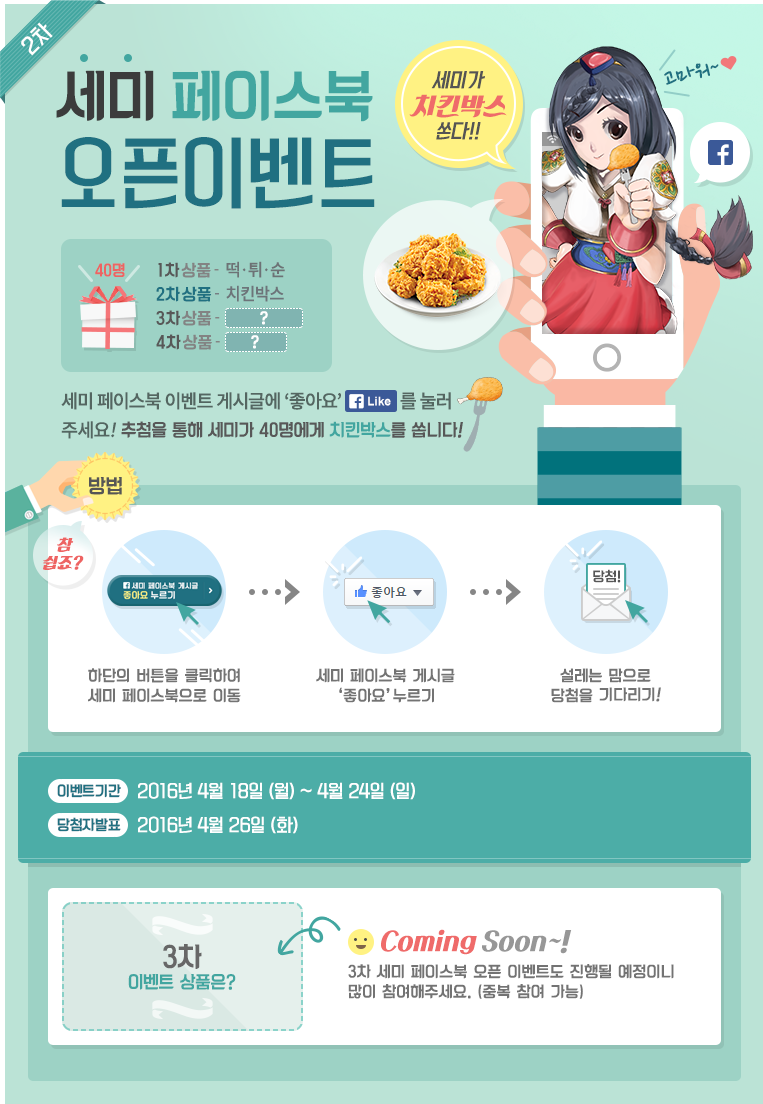 2차
세미 페이스북
오픈이벤트
세미가
치킨박스
쏜다!!
고마워~
40명
1차상품 - 떡·튀·순
2차상품 - 치킨박스
3차상품 - ?
4차상품 - ?
세미 페이스북 이벤트 게시글에 ‘좋아요’ f Like 를 눌러
주세요! 추첨을 통해 세미가 40명에게 치킨박스를 쏩니다!
방법
참
쉽죠?
세미 페이스북 게시글
좋아요 누르기
좋아요
당첨!
하단의 버튼을 클릭하여
세미 페이스북으로 이동
세미 페이스북 게시글
‘좋아요’ 누르기
설레는 맘으로
당첨을 기다리기!
이벤트기간 2016년 4월 18일 (월) ~ 4월 24일 (일)
당첨자발표 2016년 4월 26일 (화)
3차
이벤트 상품은?
Coming Soon~!
3차 세미 페이스북 오픈 이벤트도 진행될 예정이니
많이 참여해주세요. (중복 참여 가능)